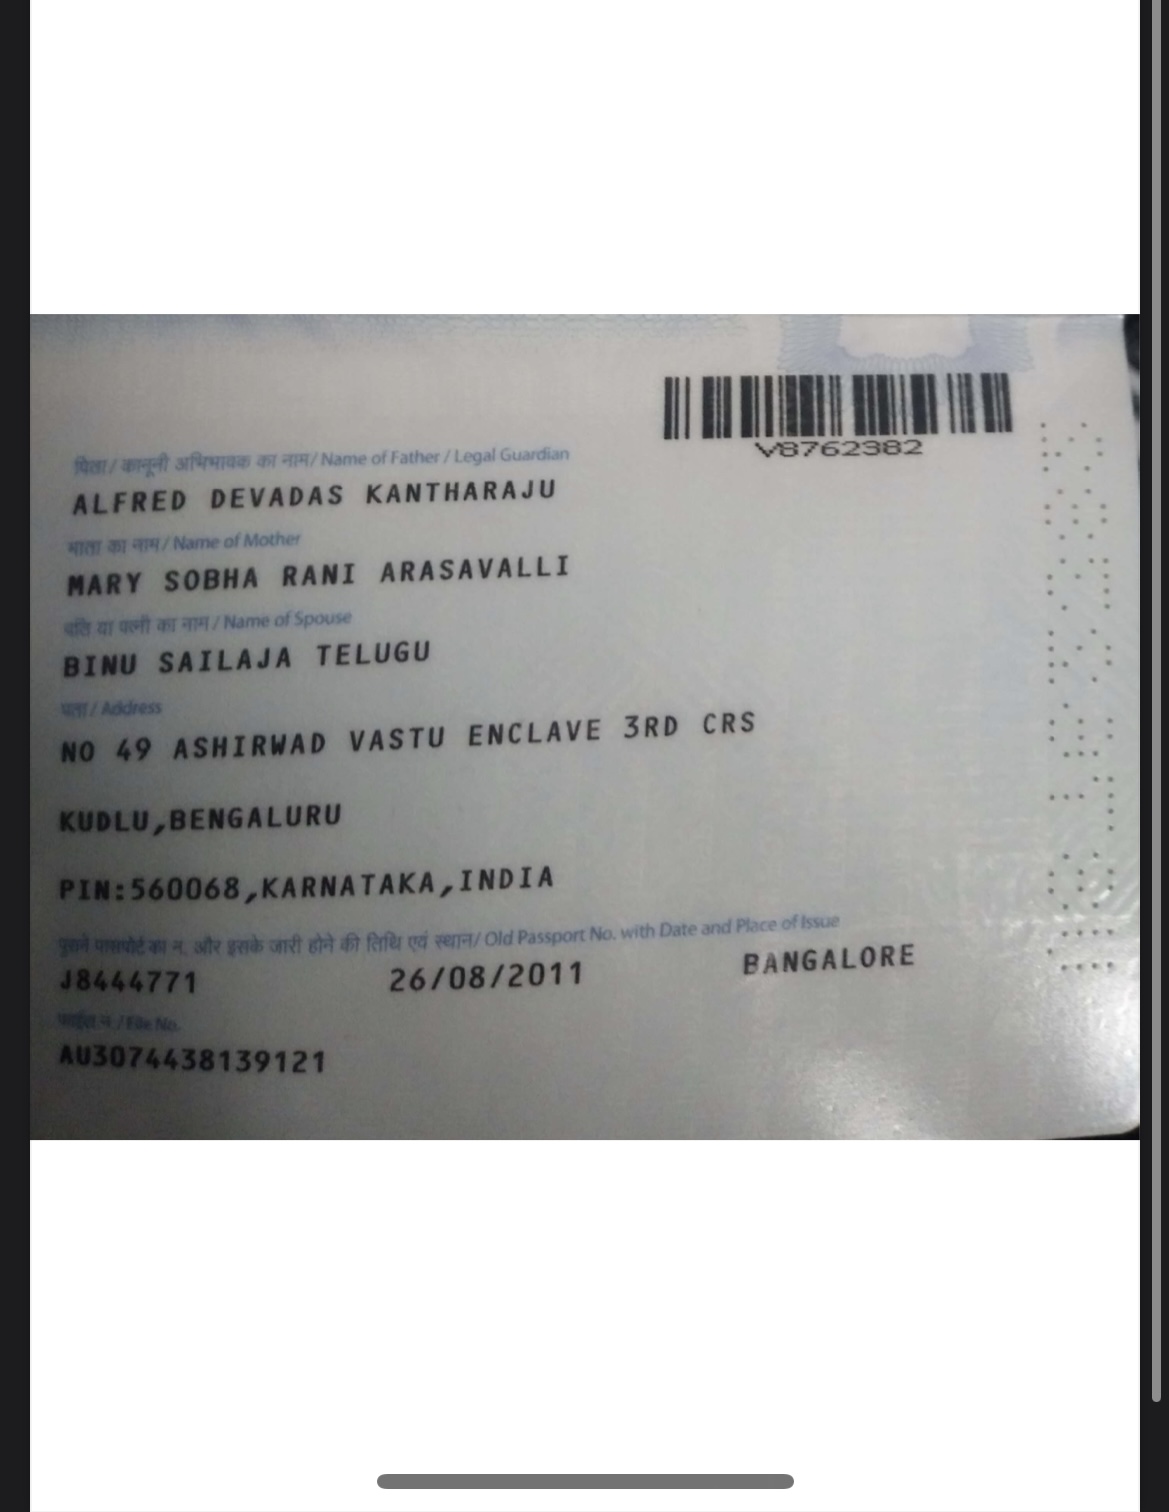 V8762382
पिता / कानूनी अभिभावक का नाम / Name of Father / Legal Guardian
ALFRED DEVADAS KANTHARAJU
माता का नाम / Name of Mother
MARY SOBHA RANI ARASAVALLI
पति या पत्नी का नाम / Name of Spouse
BINU SAILAJA TELUGU
पता / Address
NO 49 ASHIRWAD VASTU ENCLAVE 3RD CRS
KUDLU,BENGALURU
PIN:560068,KARNATAKA,INDIA
पुराने पासपोर्ट का न. और इसके जारी होने की तिथि एवं स्थान / Old Passport No. with Date and Place of Issue
J8444771 26/08/2011 BANGALORE
फाईल न / File No.
AU3074438139121